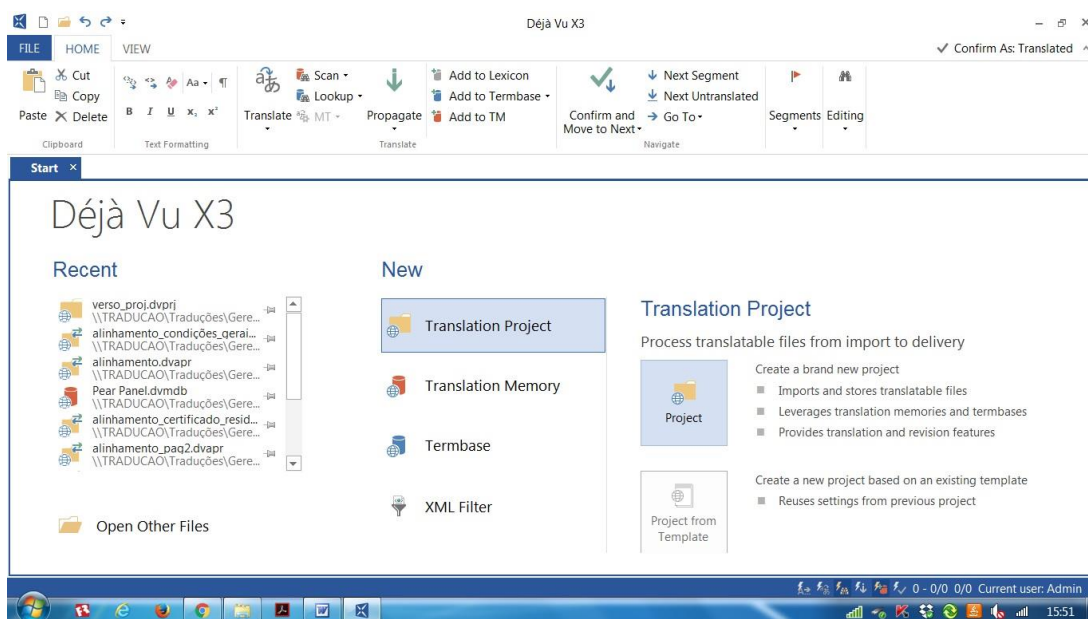 Déjà Vu X3
FILE HOME VIEW
Confirm As: Translated
Cut
Copy
Paste Delete
Aa
B I U x₂ x²
Translate
Scan
Lookup
MT
Propagate
Add to Lexicon
Add to Termbase
Add to TM
Confirm and
Move to Next
Next Segment
Next Untranslated
Go To
Segments Editing
Clipboard Text Formatting Translate Navigate
Start
Déjà Vu X3
Recent
verso_proj.dvprj
\\TRADUCAO\Traduções\Gere...
alinhamento_condições_gerai...
\\TRADUCAO\Traduções\Gere...
alinhamento.dvapr
\\TRADUCAO\Traduções\Gere...
Pear Panel.dvmdb
\\TRADUCAO\Traduções\Gere...
alinhamento_certificado_resid...
\\TRADUCAO\Traduções\Gere...
alinhamento_paq2.dvapr
\\TRADUCAO\Traduções\Gere...
Open Other Files
New
Translation Project
Translation Memory
Termbase
XML Filter
Translation Project
Process translatable files from import to delivery
Project
Create a brand new project
Imports and stores translatable files
Leverages translation memories and termbases
Provides translation and revision features
Project from
Template
Create a new project based on an existing template
Reuses settings from previous project
0 - 0/0 0/0 Current user: Admin
15:51